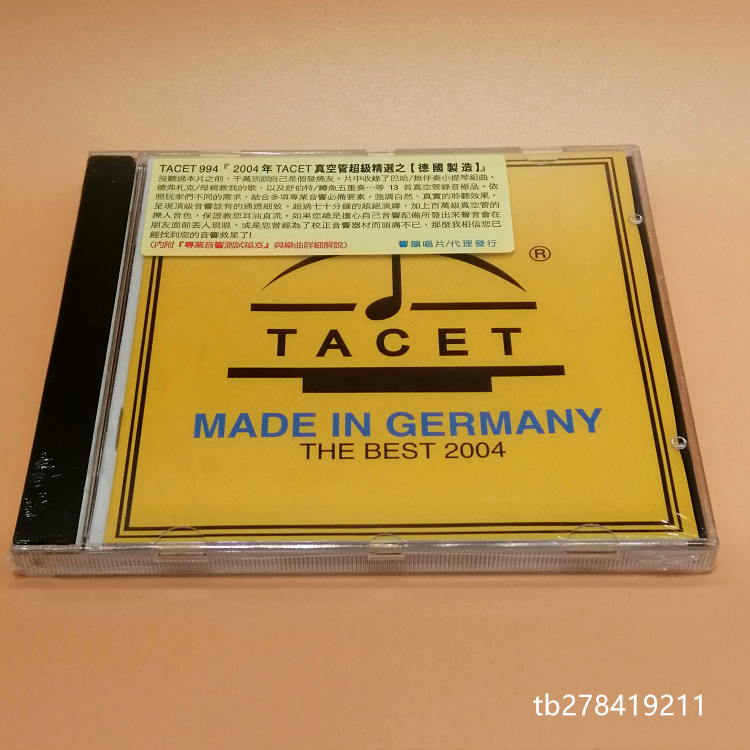 TACET 994『2004年TACET真空管超級精選之【德國製造】』
沒聽過本片之前，千萬別說自己是個發燒友。片中收錄了巴哈/無伴奏小提琴組曲、
德弗札克/母親教我的歌、以及舒伯特/鱒魚五重奏…等 13 首真空管錄音極品。依
照玩家們不同的需求，結合多項專業音響必備要素，強調自然、真實的聆聽效果，
呈現頂級音響該有的通透細致。超過七十分鐘的超絕演繹，加上百萬級真空管的
撩人音色，保證教您耳油直流。如果您總是擔心自己音響配備所發出來聲音會在
朋友面前丟人現眼，或是您曾經為了校正音響器材而頭痛不已，那麼我相信您已
經找到您的音響救星了!
(內附『專業音響測試秘笈』與樂曲詳細解說)
響韻唱片/代理發行
®
TACET
MADE IN GERMANY
THE BEST 2004
tb278419211